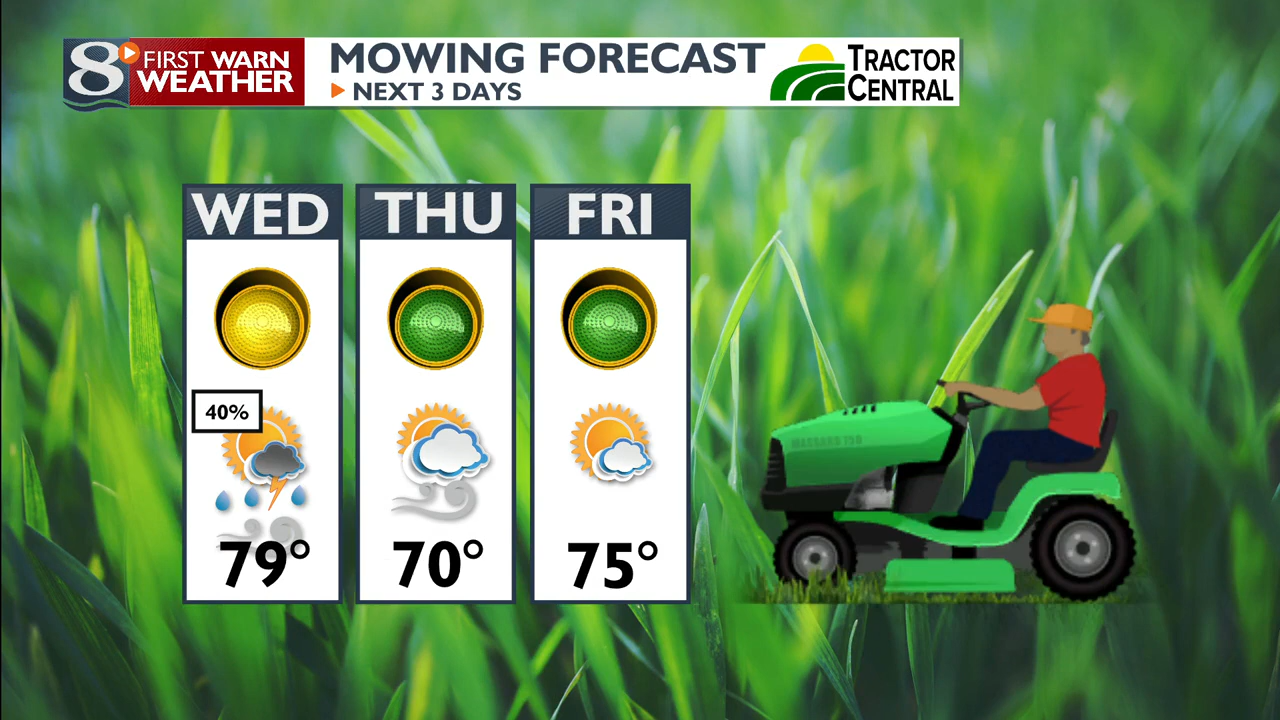 8 FIRST WARN
WEATHER
MOWING FORECAST
NEXT 3 DAYS
TRACTOR
CENTRAL
WED
THU
FRI
40%
79°
70°
75°